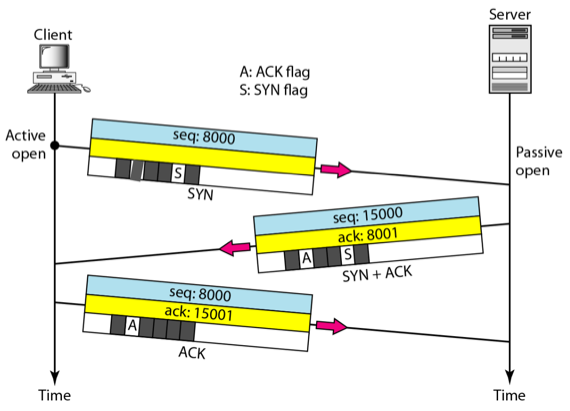 Client
Server
A: ACK flag
S: SYN flag
Active
open
seq: 8000
S
SYN
Passive
open
seq: 15000
ack: 8001
A
S
SYN + ACK
seq: 8000
ack: 15001
A
ACK
Time
Time